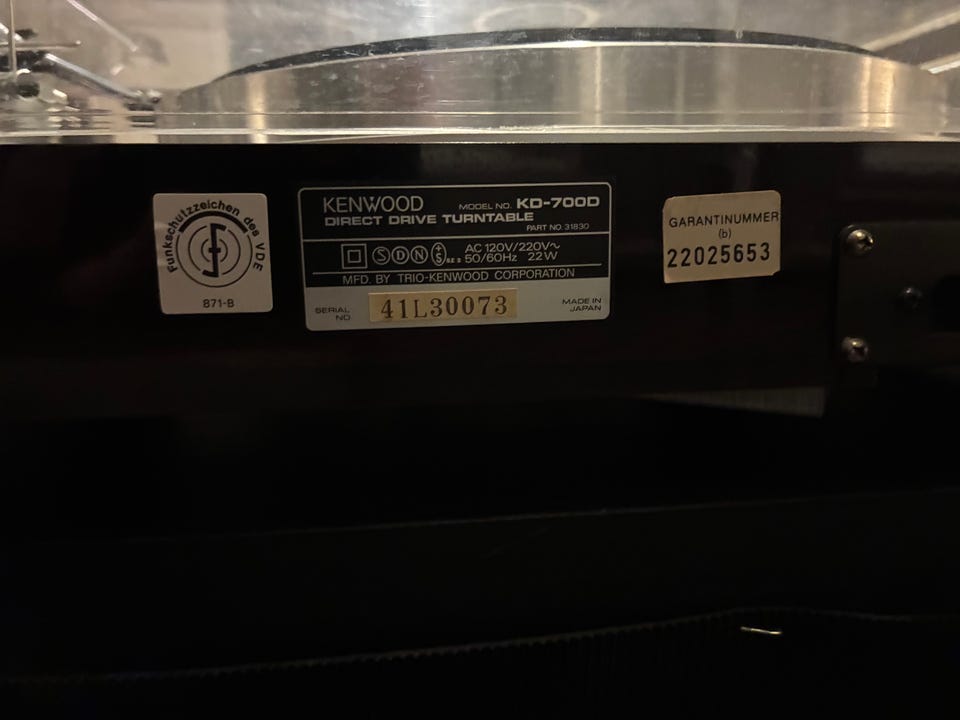 Funkschutzzeichen des VDE
871-B
KENWOOD MODEL NO. KD-700D
DIRECT DRIVE TURNTABLE
PART NO. 31830
S D N S
AC 120V/220V~
50/60Hz 22W
MFD. BY TRIO-KENWOOD CORPORATION
SERIAL NO. 41L30073
MADE IN
JAPAN
GARANTINUMMER
(b)
22025653